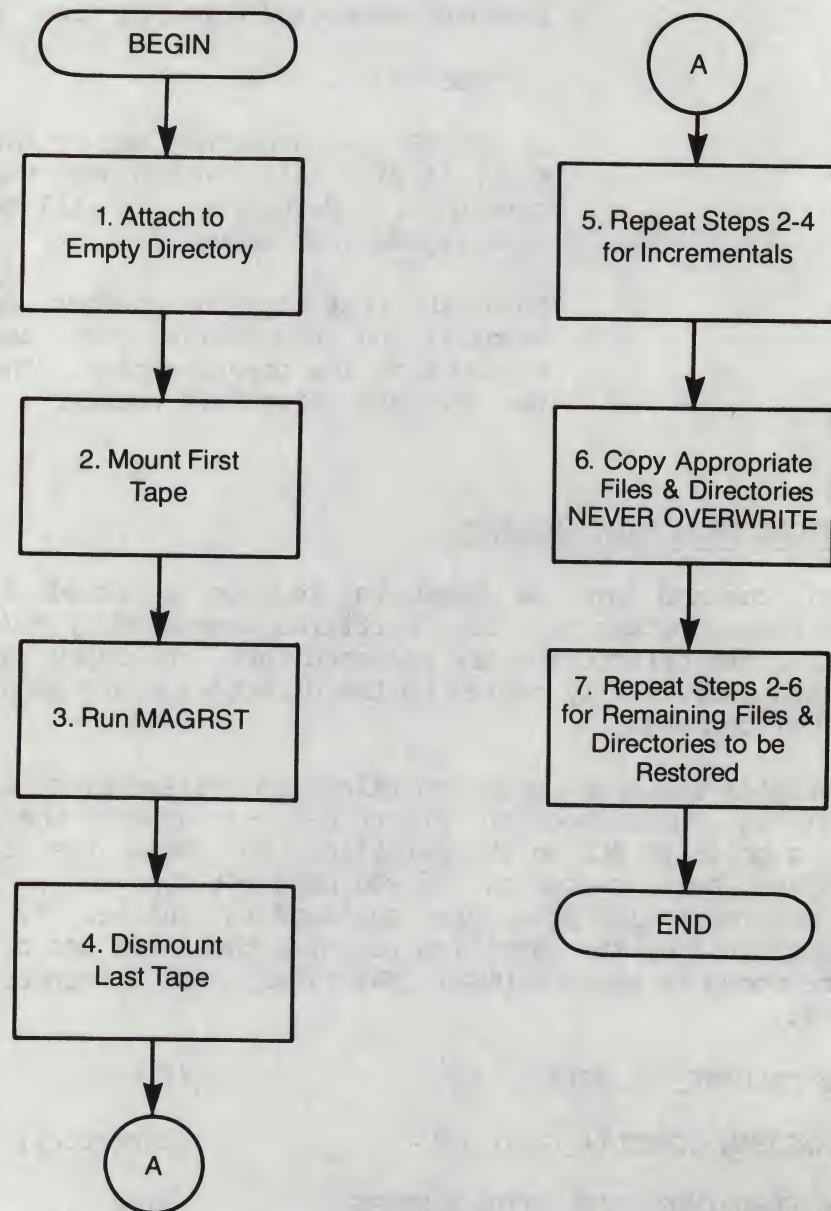 BEGIN
1. Attach to
Empty Directory
2. Mount First
Tape
3. Run MAGRST
4. Dismount
Last Tape
A
A
5. Repeat Steps 2-4
for Incrementals
6. Copy Appropriate
Files & Directories
NEVER OVERWRITE
7. Repeat Steps 2-6
for Remaining Files &
Directories to be
Restored
END